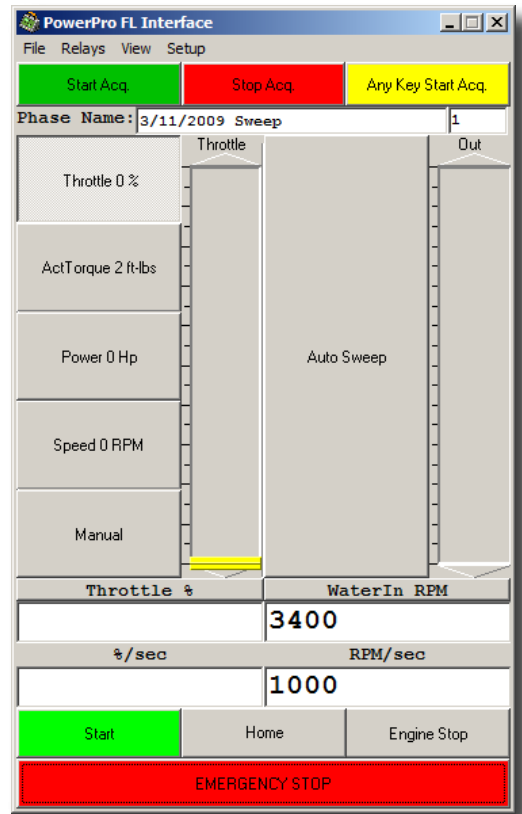 PowerPro FL Interface
File Relays View Setup
Start Acq. Stop Acq. Any Key Start Acq.
Phase Name: 3/11/2009 Sweep 1
Throttle Out
Throttle 0 %
ActTorque 2 ft-lbs
Power 0 Hp
Auto Sweep
Speed 0 RPM
Manual
Throttle % WaterIn RPM
3400
%/sec RPM/sec
1000
Start Home Engine Stop
EMERGENCY STOP